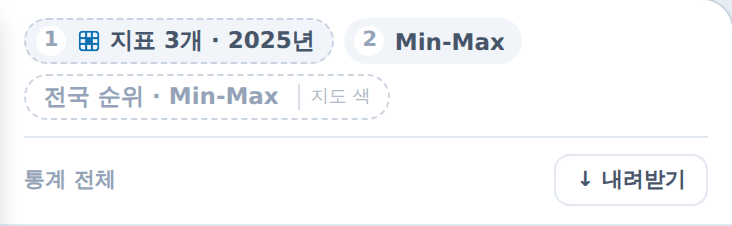 1 지표 3개 · 2025년 2 Min-Max
전국 순위 · Min-Max 지도 색
통계 전체 ↓ 내려받기